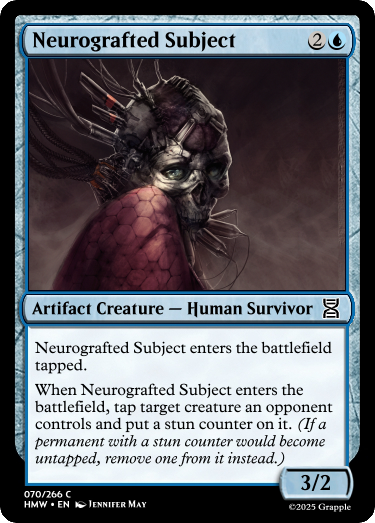 Neurografted Subject 2
Artifact Creature — Human Survivor
Neurografted Subject enters the battlefield
tapped.
When Neurografted Subject enters the
battlefield, tap target creature an opponent
controls and put a stun counter on it. (If a
permanent with a stun counter would become
untapped, remove one from it instead.)
3/2
070/266 C
HMW • EN Jennifer May
©2025 Grapple